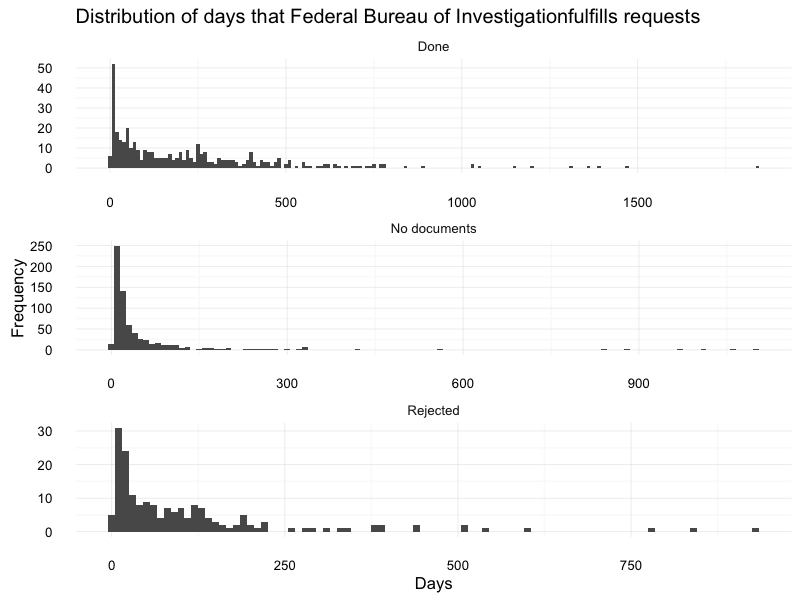 Distribution of days that Federal Bureau of Investigationfulfills requests
Done
50
40
30
20
10
0
0 500 1000 1500
No documents
250
200
150
100
50
0
0 300 600 900
Rejected
30
20
10
0
0 250 500 750
Days
Frequency